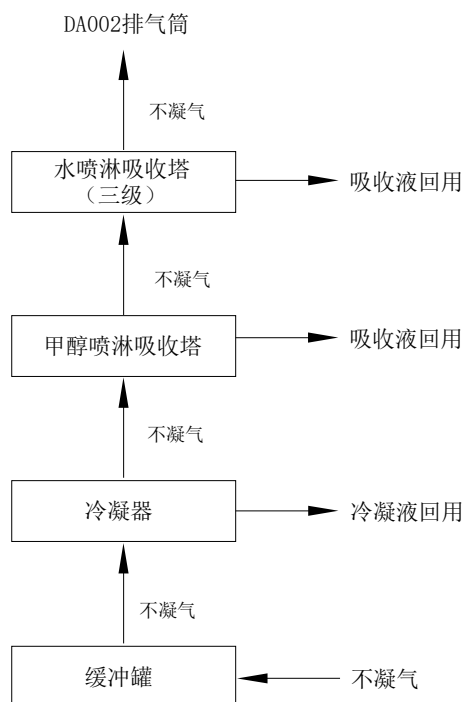 DA002排气筒
不凝气
水喷淋吸收塔
（三级）
吸收液回用
不凝气
甲醇喷淋吸收塔
吸收液回用
不凝气
冷凝器
冷凝液回用
不凝气
缓冲罐
不凝气